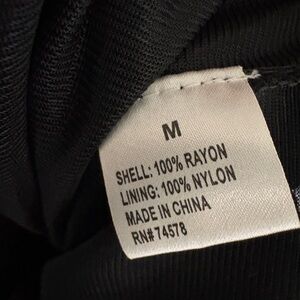 M
SHELL: 100% RAYON
LINING: 100% NYLON
MADE IN CHINA
RN# 74578